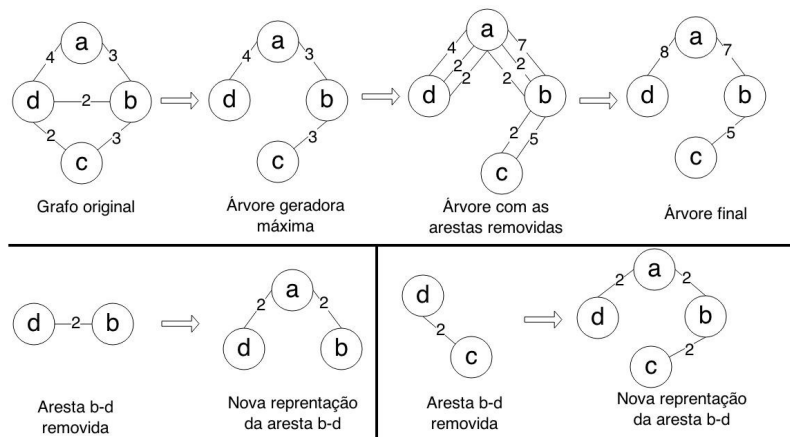 a
4
3
d
2
b
2
3
c
Grafo original
a
4
3
d
b
3
c
Árvore geradora
máxima
a
4
7
2
2
2
2
d
b
2
5
c
Árvore com as
arestas removidas
a
8
7
d
b
5
c
Árvore final
d
2
b
Aresta b-d
removida
a
2
2
d
b
Nova reprentação
da aresta b-d
d
2
c
Aresta b-d
removida
a
2
2
d
b
2
c
Nova reprentação
da aresta b-d